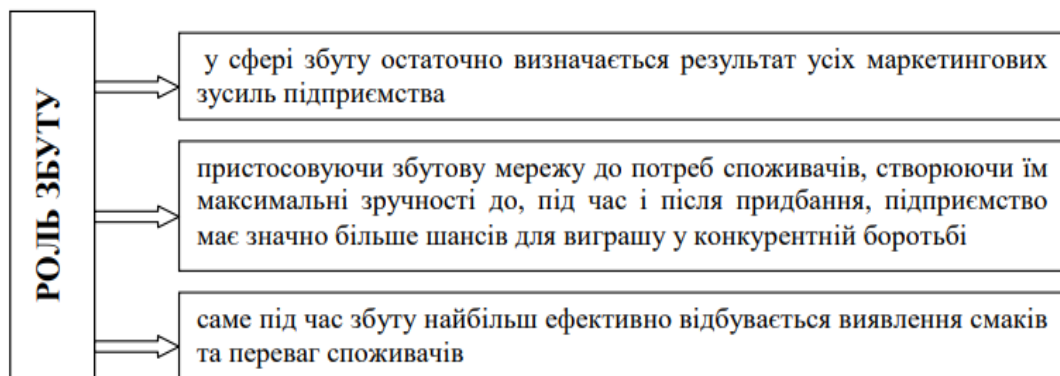 РОЛЬ ЗБУТУ
у сфері збуту остаточно визначається результат усіх маркетингових
зусиль підприємства
пристосовуючи збутову мережу до потреб споживачів, створюючи їм
максимальні зручності до, під час і після придбання, підприємство
має значно більше шансів для виграшу у конкурентній боротьбі
саме під час збуту найбільш ефективно відбувається виявлення смаків
та переваг споживачів